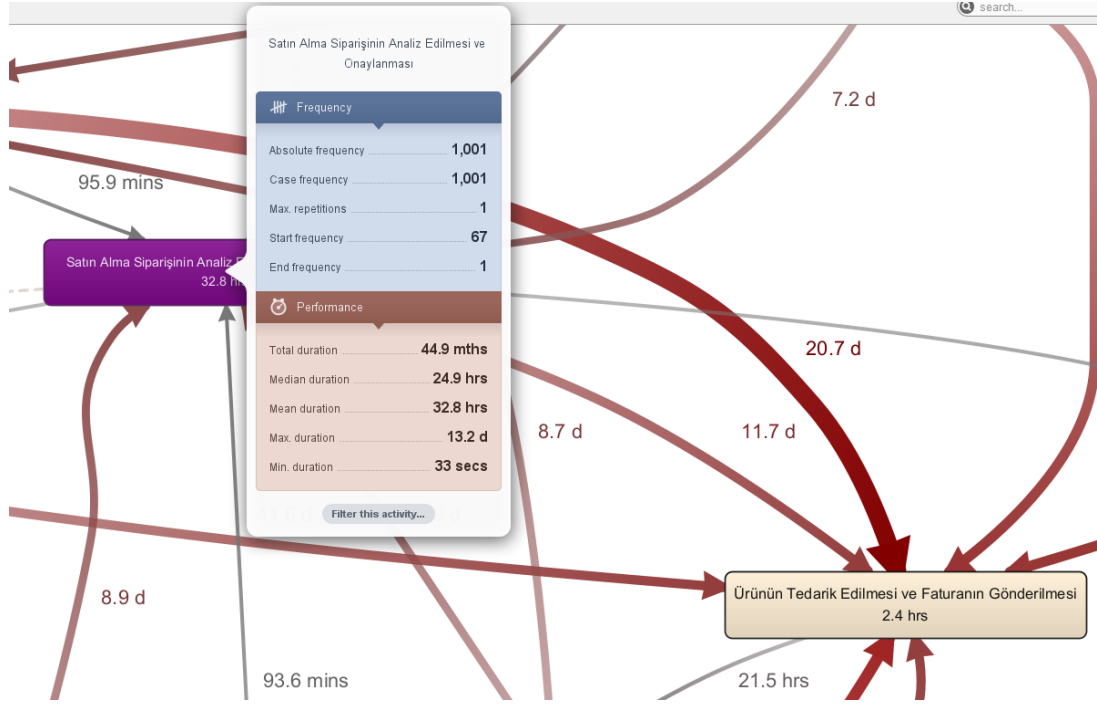 search...
Satın Alma Siparişinin Analiz Edilmesi ve
Onaylanması
Frequency
Absolute frequency 1,001
Case frequency 1,001
Max. repetitions 1
Start frequency 67
End frequency 1
Performance
Total duration 44.9 mths
Median duration 24.9 hrs
Mean duration 32.8 hrs
Max. duration 13.2 d
Min. duration 33 secs
Filter this activity...
7.2 d
95.9 mins
Satın Alma Siparişinin Analiz
32.8
20.7 d
8.7 d
11.7 d
8.9 d
Ürünün Tedarik Edilmesi ve Faturanın Gönderilmesi
2.4 hrs
93.6 mins
21.5 hrs